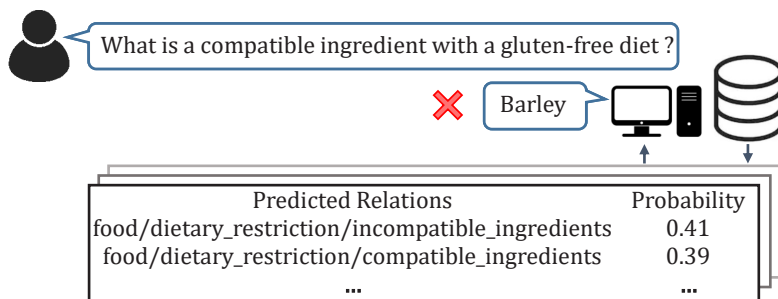 What is a compatible ingredient with a gluten-free diet ?
Barley
Predicted Relations Probability
food/dietary_restriction/incompatible_ingredients 0.41
food/dietary_restriction/compatible_ingredients 0.39
... ...